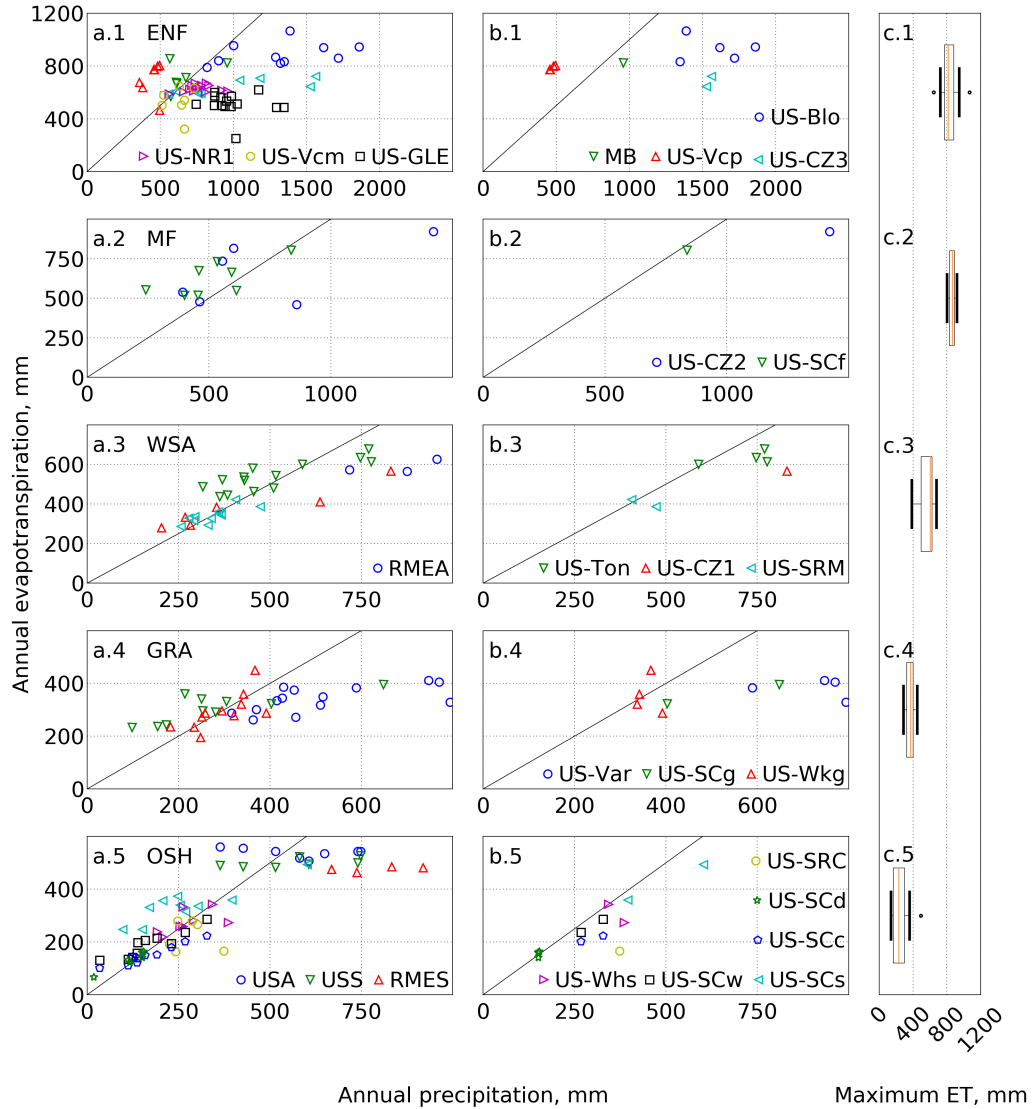 1200
a.1 ENF
b.1
c.1
800
400
US-Blo
US-NR1 US-Vcm US-GLE
MB US-Vcp US-CZ3
0
0 500 1000 1500 2000
0 500 1000 1500 2000
a.2 MF
b.2
c.2
750
500
250
US-CZ2 US-SCf
0
0 500 1000
0 500 1000
a.3 WSA
b.3
c.3
600
400
200
RMEA
US-Ton US-CZ1 US-SRM
0
0 250 500 750
0 250 500 750
a.4 GRA
b.4
c.4
400
200
US-Var US-SCg US-Wkg
0
0 200 400 600
0 200 400 600
a.5 OSH
b.5
c.5
US-SRC
400
US-SCd
200
US-SCc
USA USS RMES
US-Whs US-SCw US-SCs
0
0 250 500 750
0 250 500 750
0 400 800 1200
Annual evapotranspiration, mm
Annual precipitation, mm
Maximum ET, mm